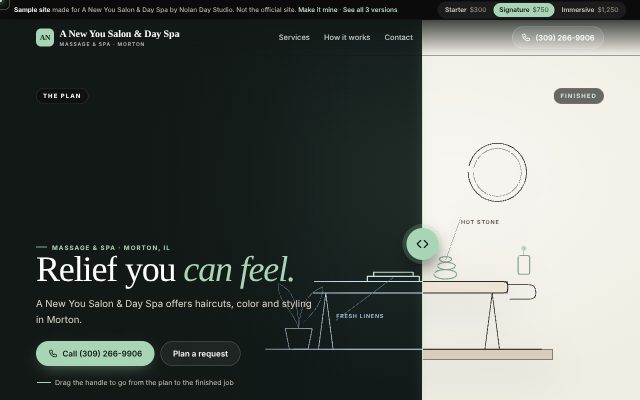 Sample site made for A New You Salon & Day Spa by Nolan Day Studio. Not the official site. Make it mine · See all 3 versions
Starter $300 Signature $750 Immersive $1,250
AN A New You Salon & Day Spa
MASSAGE & SPA · MORTON
Services How it works Contact
(309) 266-9906
THE PLAN
FINISHED
HOT STONE
MASSAGE & SPA · MORTON, IL
Relief you can feel.
A New You Salon & Day Spa offers haircuts, color and styling
in Morton.
FRESH LINENS
Call (309) 266-9906 Plan a request
Drag the handle to go from the plan to the finished job